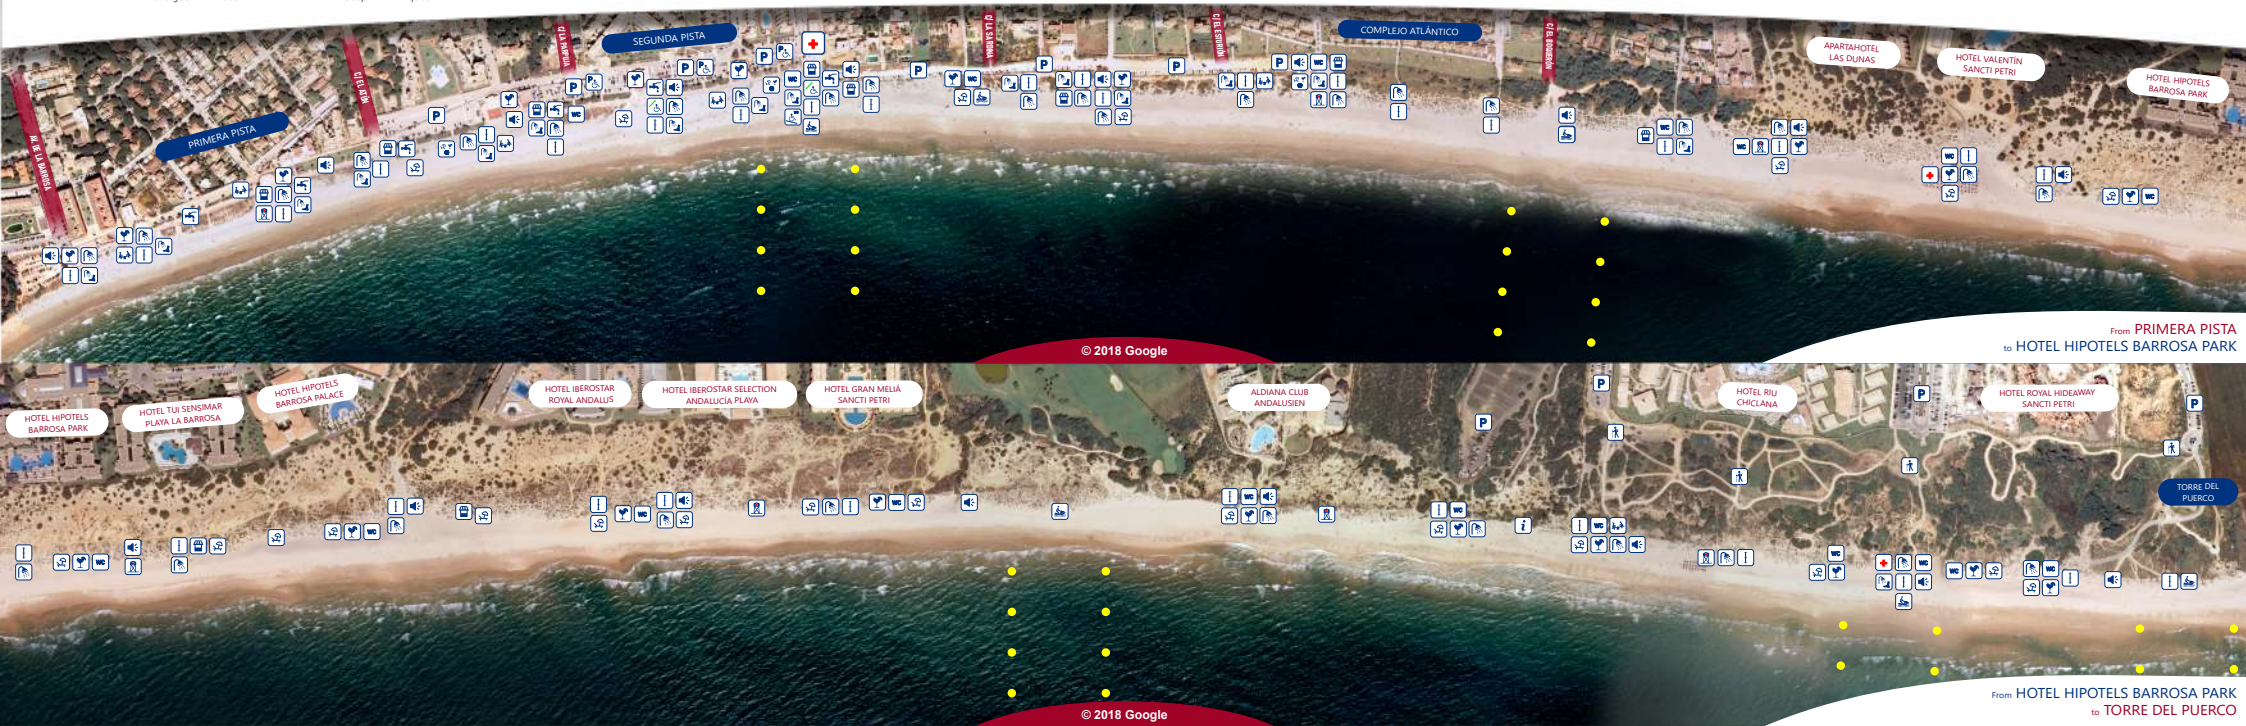 AV. DE LA BARROSA
PRIMERA PISTA
C/ EL ATÚN
C/ LA PARPUJA
SEGUNDA PISTA
C/ LA SARDINA
C/ EL ESTURIÓN
COMPLEJO ATLÁNTICO
C/ EL BOQUERÓN
APARTAHOTEL
LAS DUNAS
HOTEL VALENTÍN
SANCTI PETRI
HOTEL HIPOTELS
BARROSA PARK
From PRIMERA PISTA
to HOTEL HIPOTELS BARROSA PARK
© 2018 Google
HOTEL HIPOTELS
BARROSA PARK
HOTEL TUI SENSIMAR
PLAYA LA BARROSA
HOTEL HIPOTELS
BARROSA PALACE
HOTEL IBEROSTAR
ROYAL ANDALUS
HOTEL IBEROSTAR SELECTION
ANDALUCÍA PLAYA
HOTEL GRAN MELIÁ
SANCTI PETRI
ALDIANA CLUB
ANDALUSIEN
HOTEL RIU
CHICLANA
HOTEL ROYAL HIDEAWAY
SANCTI PETRI
TORRE DEL
PUERCO
From HOTEL HIPOTELS BARROSA PARK
to TORRE DEL PUERCO
© 2018 Google